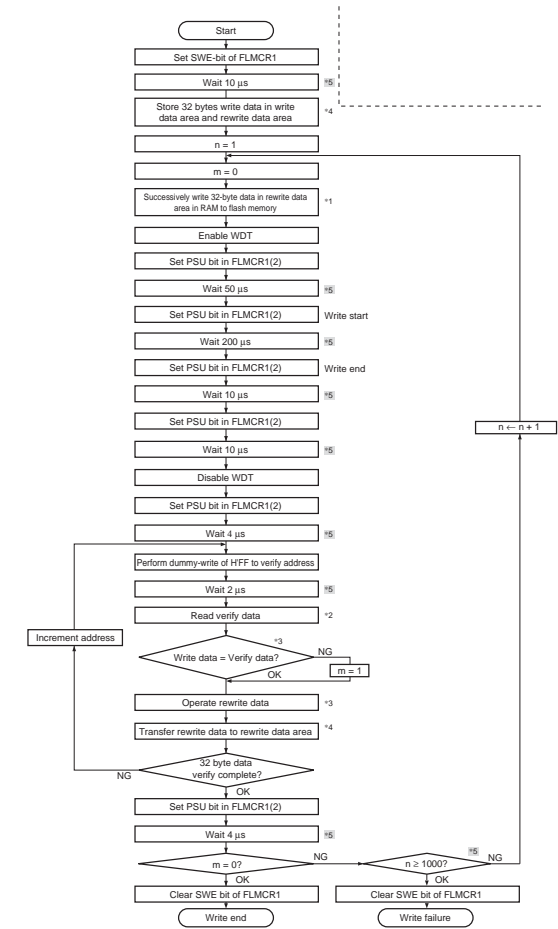 Start
Set SWE-bit of FLMCR1
Wait 10 µs *5
Store 32 bytes write data in write
data area and rewrite data area *4
n = 1
m = 0
Successively write 32-byte data in rewrite data
area in RAM to flash memory *1
Enable WDT
Set PSU bit in FLMCR1(2)
Wait 50 µs *5
Set PSU bit in FLMCR1(2) Write start
Wait 200 µs *5
Set PSU bit in FLMCR1(2) Write end
Wait 10 µs *5
Set PSU bit in FLMCR1(2)
n ← n + 1
Wait 10 µs *5
Disable WDT
Set PSU bit in FLMCR1(2)
Wait 4 µs *5
Perform dummy-write of H'FF to verify address
Wait 2 µs *5
Read verify data *2
Increment address
*3
Write data = Verify data? NG
m = 1
OK
Operate rewrite data *3
Transfer rewrite data to rewrite data area *4
32 byte data
verify complete?
NG
OK
Set PSU bit in FLMCR1(2)
Wait 4 µs *5
m = 0? NG
n ≥ 1000? *5 NG
OK OK
Clear SWE bit of FLMCR1 Clear SWE bit of FLMCR1
Write end Write failure